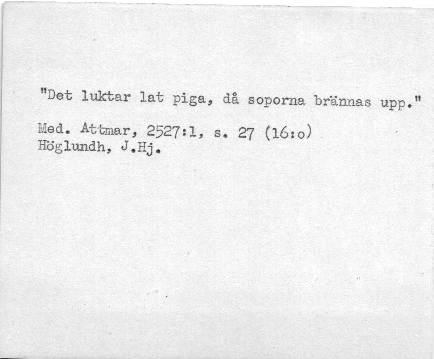 "Det luktar lat piga, då soporna brännas upp."
Med. Attmar, 2527:1, s. 27 (16:o)
Höglundh, J.Hj.